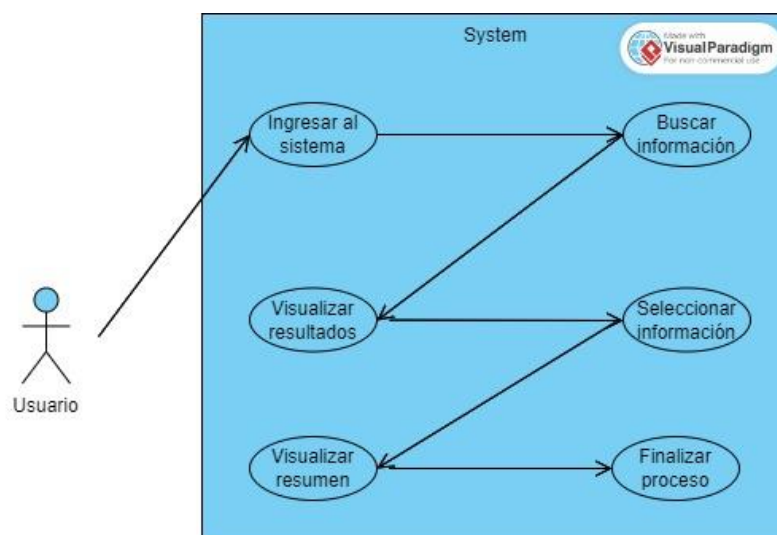 System
Made with
Visual Paradigm
For non-commercial use
Ingresar al
sistema
Buscar
información
Visualizar
resultados
Seleccionar
información
Usuario
Visualizar
resumen
Finalizar
proceso